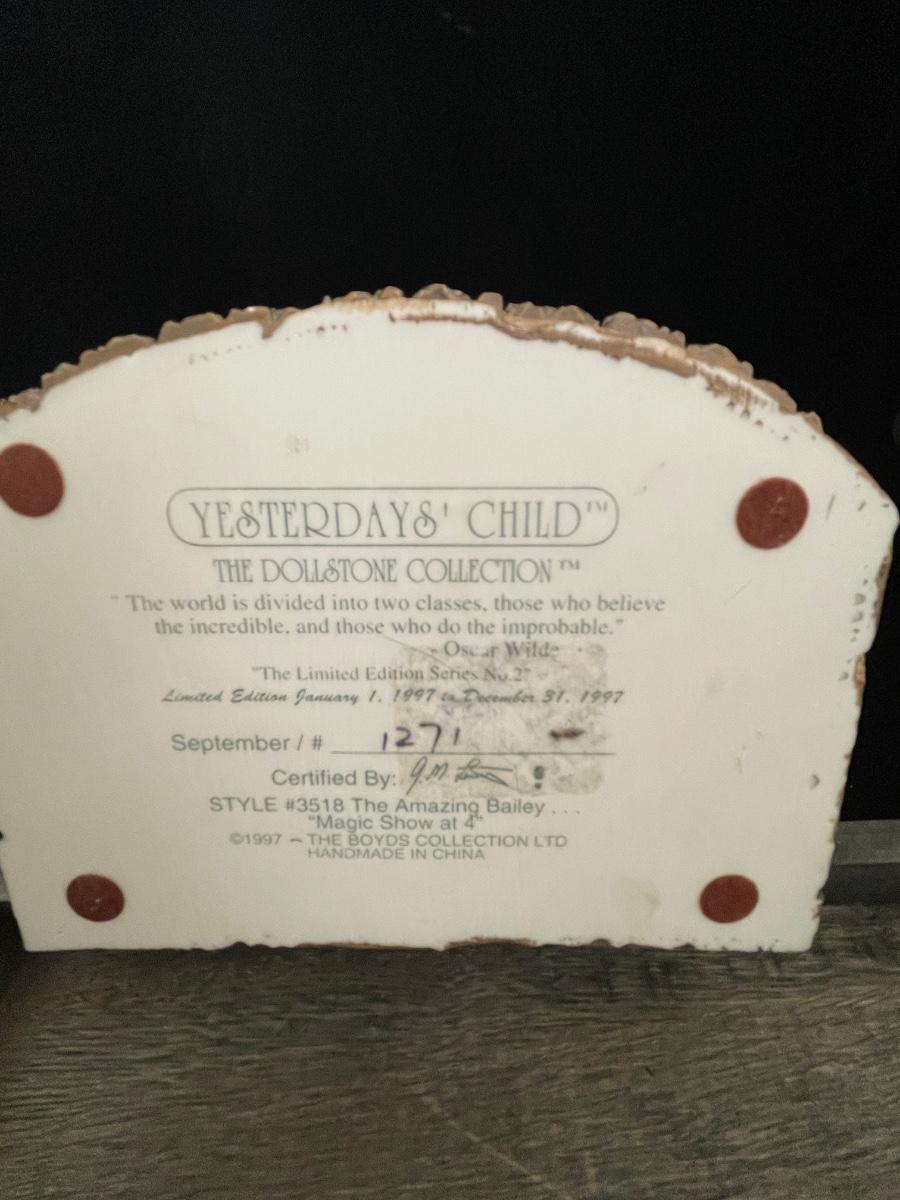 YESTERDAYS' CHILD™
THE DOLLSTONE COLLECTION™
" The world is divided into two classes, those who believe
the incredible, and those who do the improbable."
- Oscar Wilde
"The Limited Edition Series No.2"
Limited Edition January 1, 1997 to December 31, 1997
September / # 1271
Certified By: G.M.
STYLE #3518 The Amazing Bailey . . .
"Magic Show at 4"
©1997 ~ THE BOYDS COLLECTION LTD
HANDMADE IN CHINA